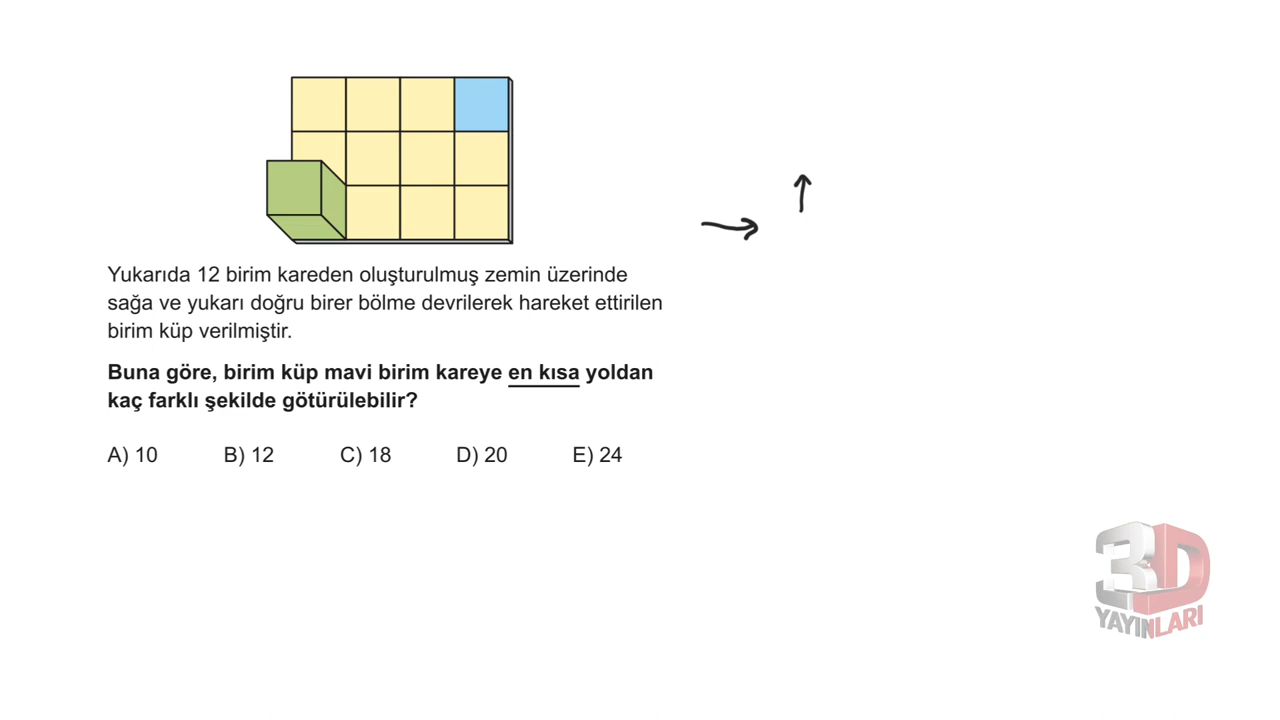 Yukarıda 12 birim kareden oluşturulmuş zemin üzerinde
sağa ve yukarı doğru birer bölme devrilerek hareket ettirilen
birim küp verilmiştir.
Buna göre, birim küp mavi birim kareye en kısa yoldan
kaç farklı şekilde götürülebilir?
A) 10 B) 12 C) 18 D) 20 E) 24
3D
YAYINLARI